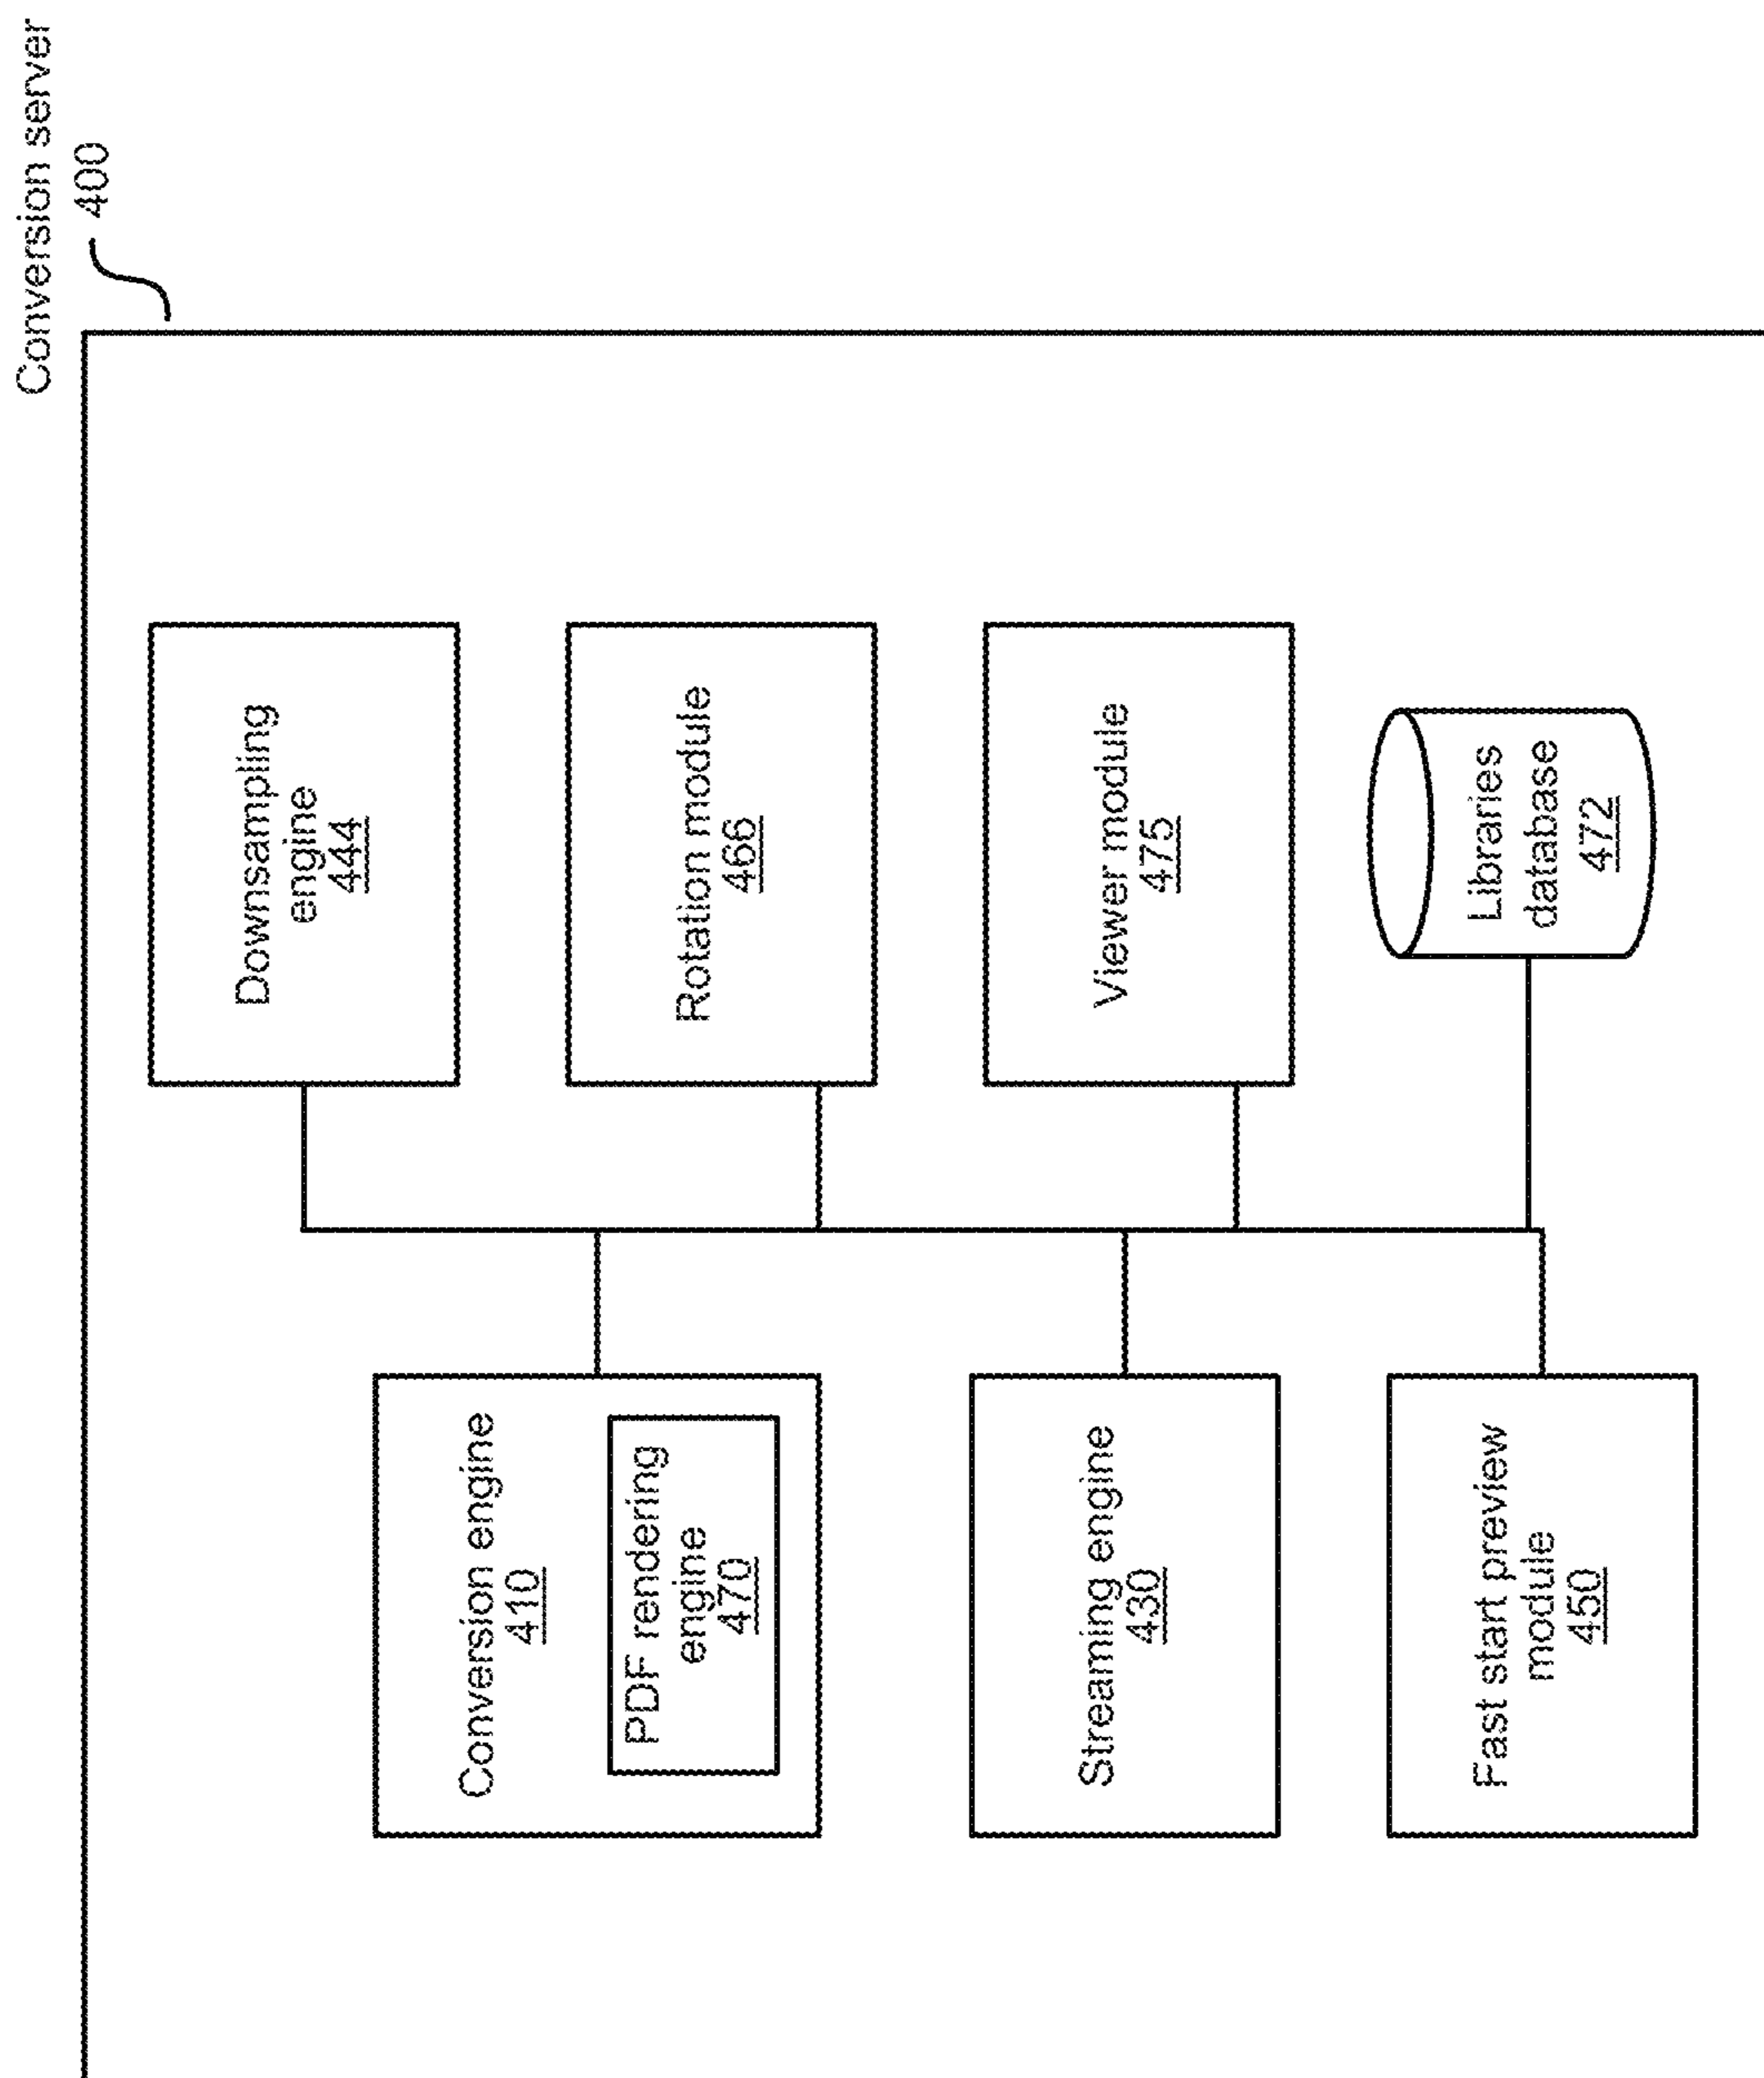 Conversion server
400
Conversion engine
410
PDF rendering
engine
470
Streaming engine
430
Fast start preview
module
450
Downsampling
engine
444
Rotation module
466
Viewer module
475
Libraries
database
472